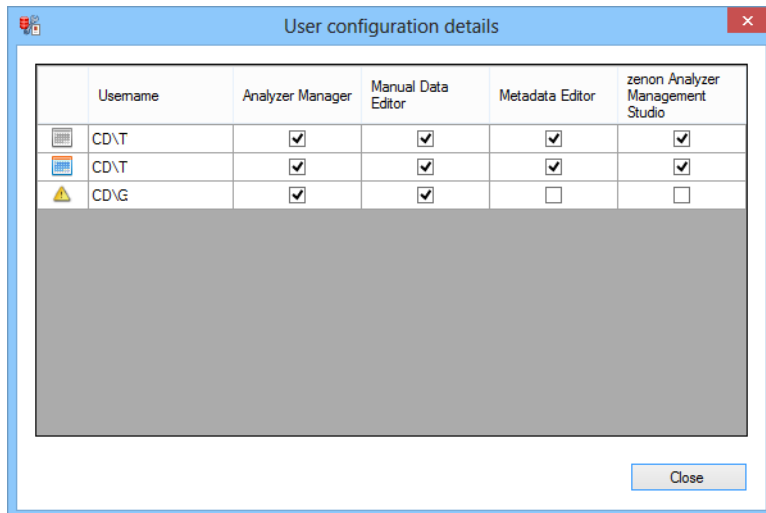 User configuration details
Username
Analyzer Manager
Manual Data
Editor
Metadata Editor
zenon Analyzer
Management
Studio
CD\T
CD\T
CD\G
Close